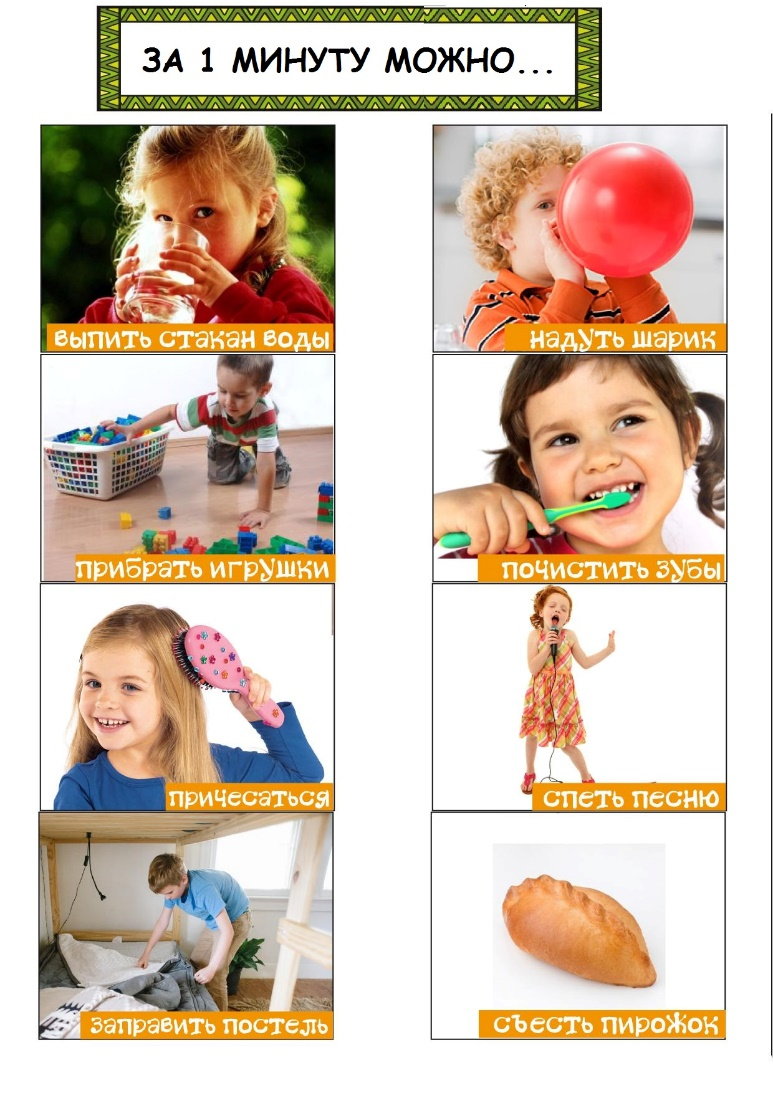 ЗА 1 МИНУТУ МОЖНО...
ВЫПИТЬ СТАКАН ВОДЫ
НАДУТЬ ШАРИК
ПРИБРАТЬ ИГРУШКИ
ПОЧИСТИТЬ ЗУБЫ
ПРИЧЕСАТЬСЯ
СПЕТЬ ПЕСНЮ
ЗАПРАВИТЬ ПОСТЕЛЬ
СЪЕСТЬ ПИРОЖОК